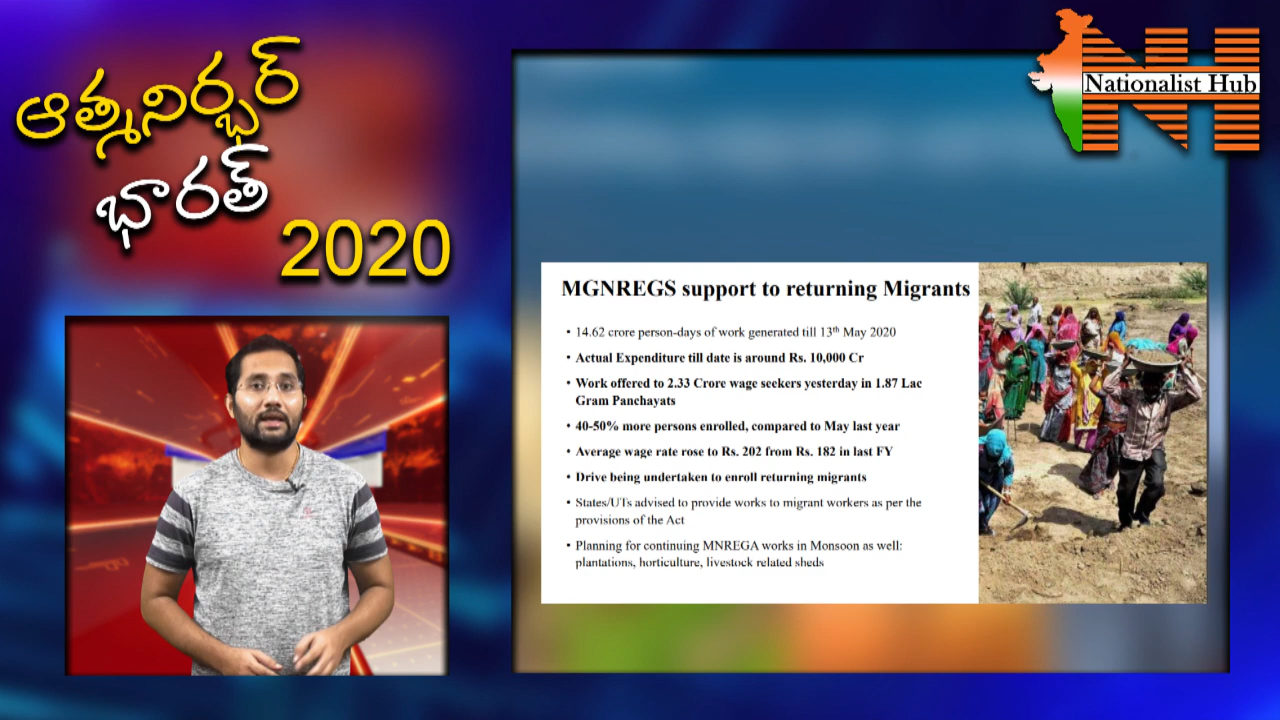 ఆత్మనిర్భర్
భారత్
2020
Nationalist Hub
MGNREGS support to returning Migrants
• 14.62 crore person-days of work generated till 13th May 2020
• Actual Expenditure till date is around Rs. 10,000 Cr
• Work offered to 2.33 Crore wage seekers yesterday in 1.87 Lac
Gram Panchayats
• 40-50% more persons enrolled, compared to May last year
• Average wage rate rose to Rs. 202 from Rs. 182 in last FY
• Drive being undertaken to enroll returning migrants
• States/UTs advised to provide works to migrant workers as per the
provisions of the Act
• Planning for continuing MNREGA works in Monsoon as well:
plantations, horticulture, livestock related sheds